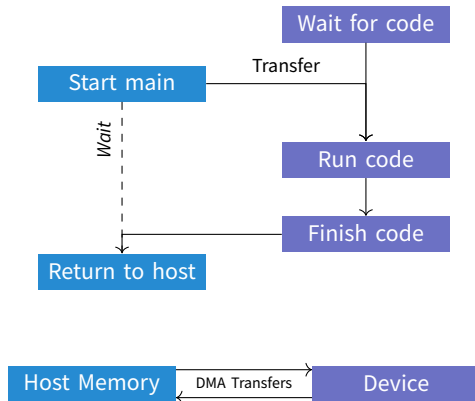 Wait for code
Transfer
Start main
Wait
Run code
Finish code
Return to host
Host Memory
DMA Transfers
Device